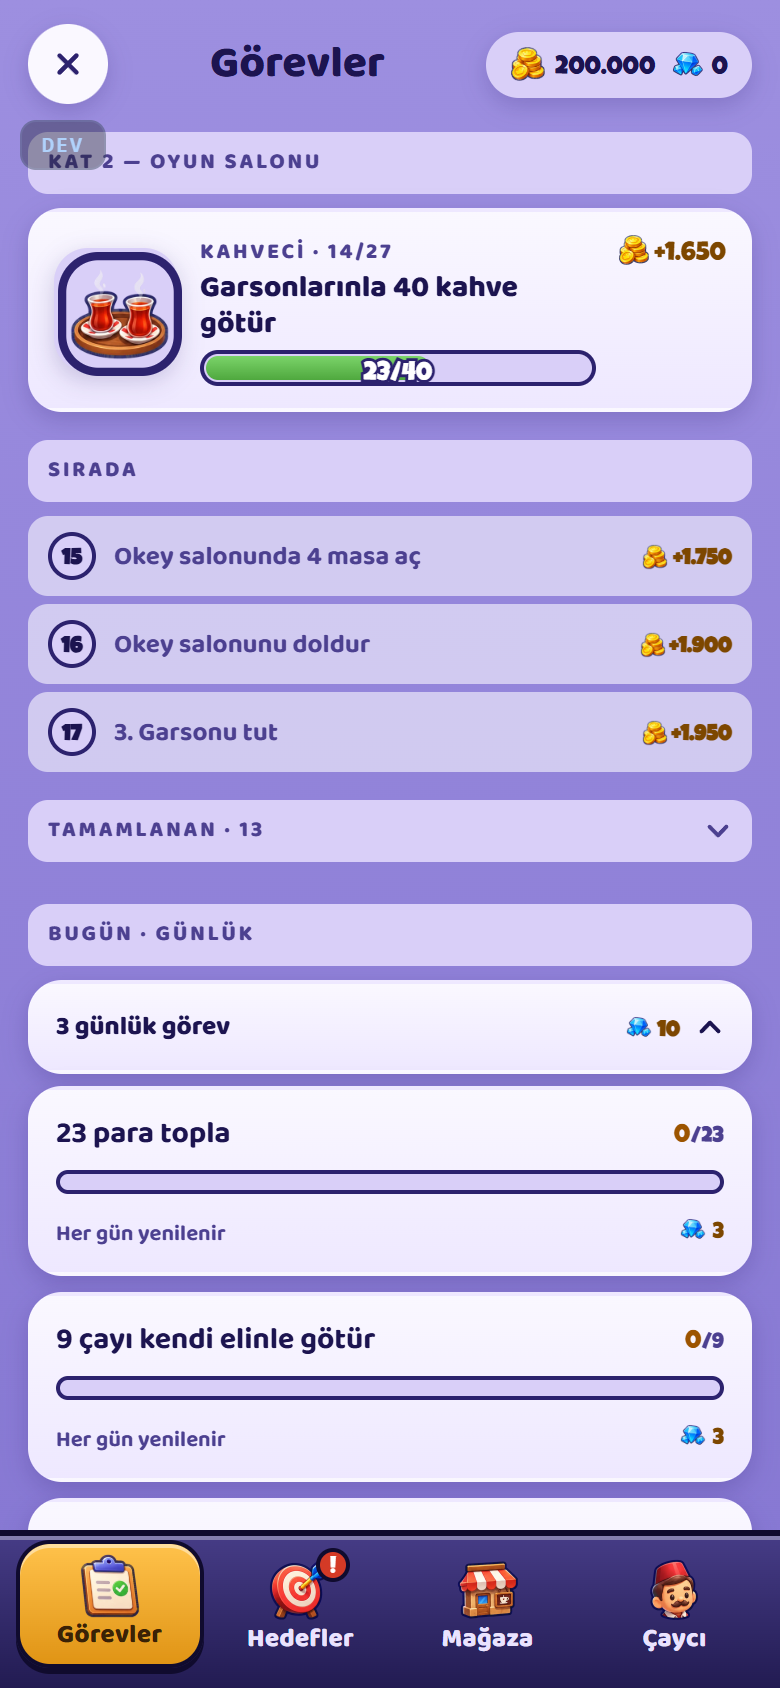 Görevler
200.000
0
DEV
KAT 2 — OYUN SALONU
KAHVECİ · 14/27
+1.650
Garsonlarınla 40 kahve
götür
23/40
SIRADA
15 Okey salonunda 4 masa aç +1.750
16 Okey salonunu doldur +1.900
17 3. Garsonu tut +1.950
TAMAMLANAN · 13
BUGÜN · GÜNLÜK
3 günlük görev 10
23 para topla 0/23
Her gün yenilenir 3
9 çayı kendi elinle götür 0/9
Her gün yenilenir 3
Görevler Hedefler Mağaza Çaycı